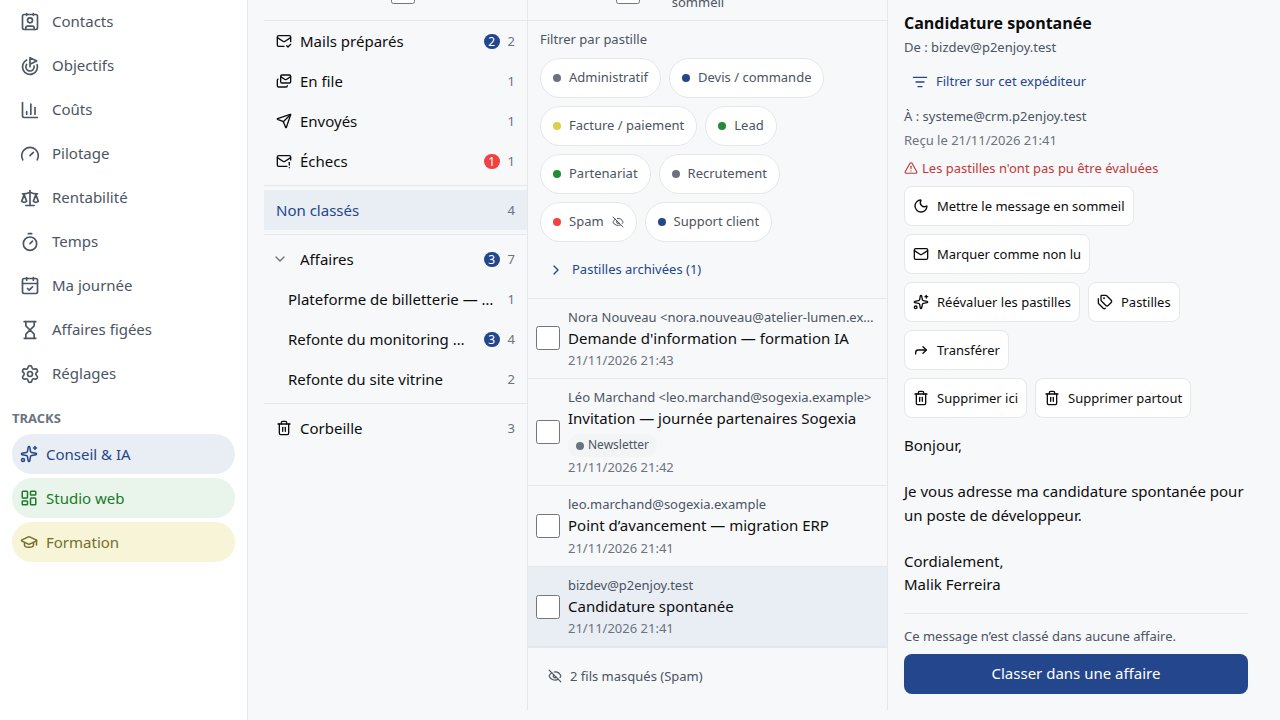 Contacts
Objectifs
Coûts
Pilotage
Rentabilité
Temps
Ma journée
Affaires figées
Réglages
TRACKS
Conseil & IA
Studio web
Formation
Mails préparés 2 2
En file 1
Envoyés 1
Échecs 1 1
Non classés 4
Affaires 3 7
Plateforme de billetterie — ... 1
Refonte du monitoring ... 3 4
Refonte du site vitrine 2
Corbeille 3
sommeil
Filtrer par pastille
Administratif Devis / commande
Facture / paiement Lead
Partenariat Recrutement
Spam Support client
Pastilles archivées (1)
Nora Nouveau <nora.nouveau@atelier-lumen.ex...
Demande d'information — formation IA
21/11/2026 21:43
Léo Marchand <leo.marchand@sogexia.example>
Invitation — journée partenaires Sogexia
Newsletter
21/11/2026 21:42
leo.marchand@sogexia.example
Point d’avancement — migration ERP
21/11/2026 21:41
bizdev@p2enjoy.test
Candidature spontanée
21/11/2026 21:41
2 fils masqués (Spam)
Candidature spontanée
De : bizdev@p2enjoy.test
Filtrer sur cet expéditeur
À : systeme@crm.p2enjoy.test
Reçu le 21/11/2026 21:41
Les pastilles n'ont pas pu être évaluées
Mettre le message en sommeil
Marquer comme non lu
Réévaluer les pastilles Pastilles
Transférer
Supprimer ici Supprimer partout
Bonjour,
Je vous adresse ma candidature spontanée pour
un poste de développeur.
Cordialement,
Malik Ferreira
Ce message n’est classé dans aucune affaire.
Classer dans une affaire